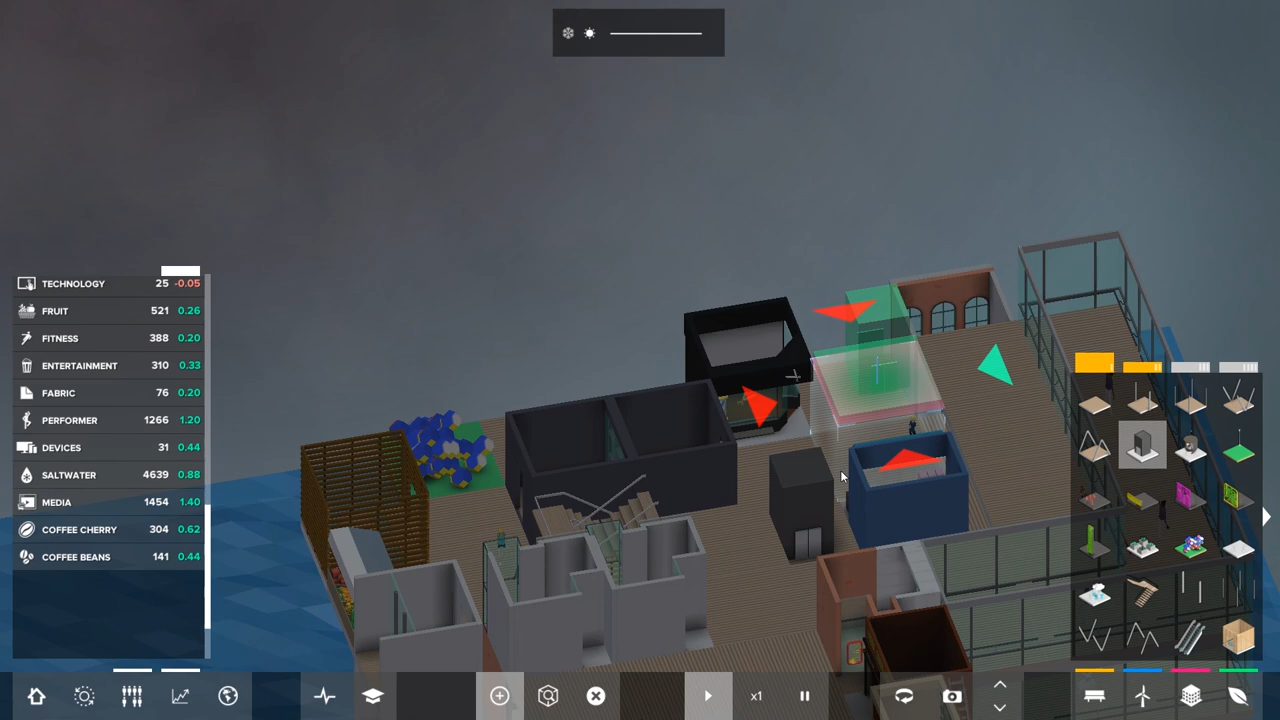 TECHNOLOGY 25 -0.05
FRUIT 521 0.26
FITNESS 388 0.20
ENTERTAINMENT 310 0.33
FABRIC 76 0.20
PERFORMER 1266 1.20
DEVICES 31 0.44
SALTWATER 4639 0.88
MEDIA 1454 1.40
COFFEE CHERRY 304 0.62
COFFEE BEANS 141 0.44
x1